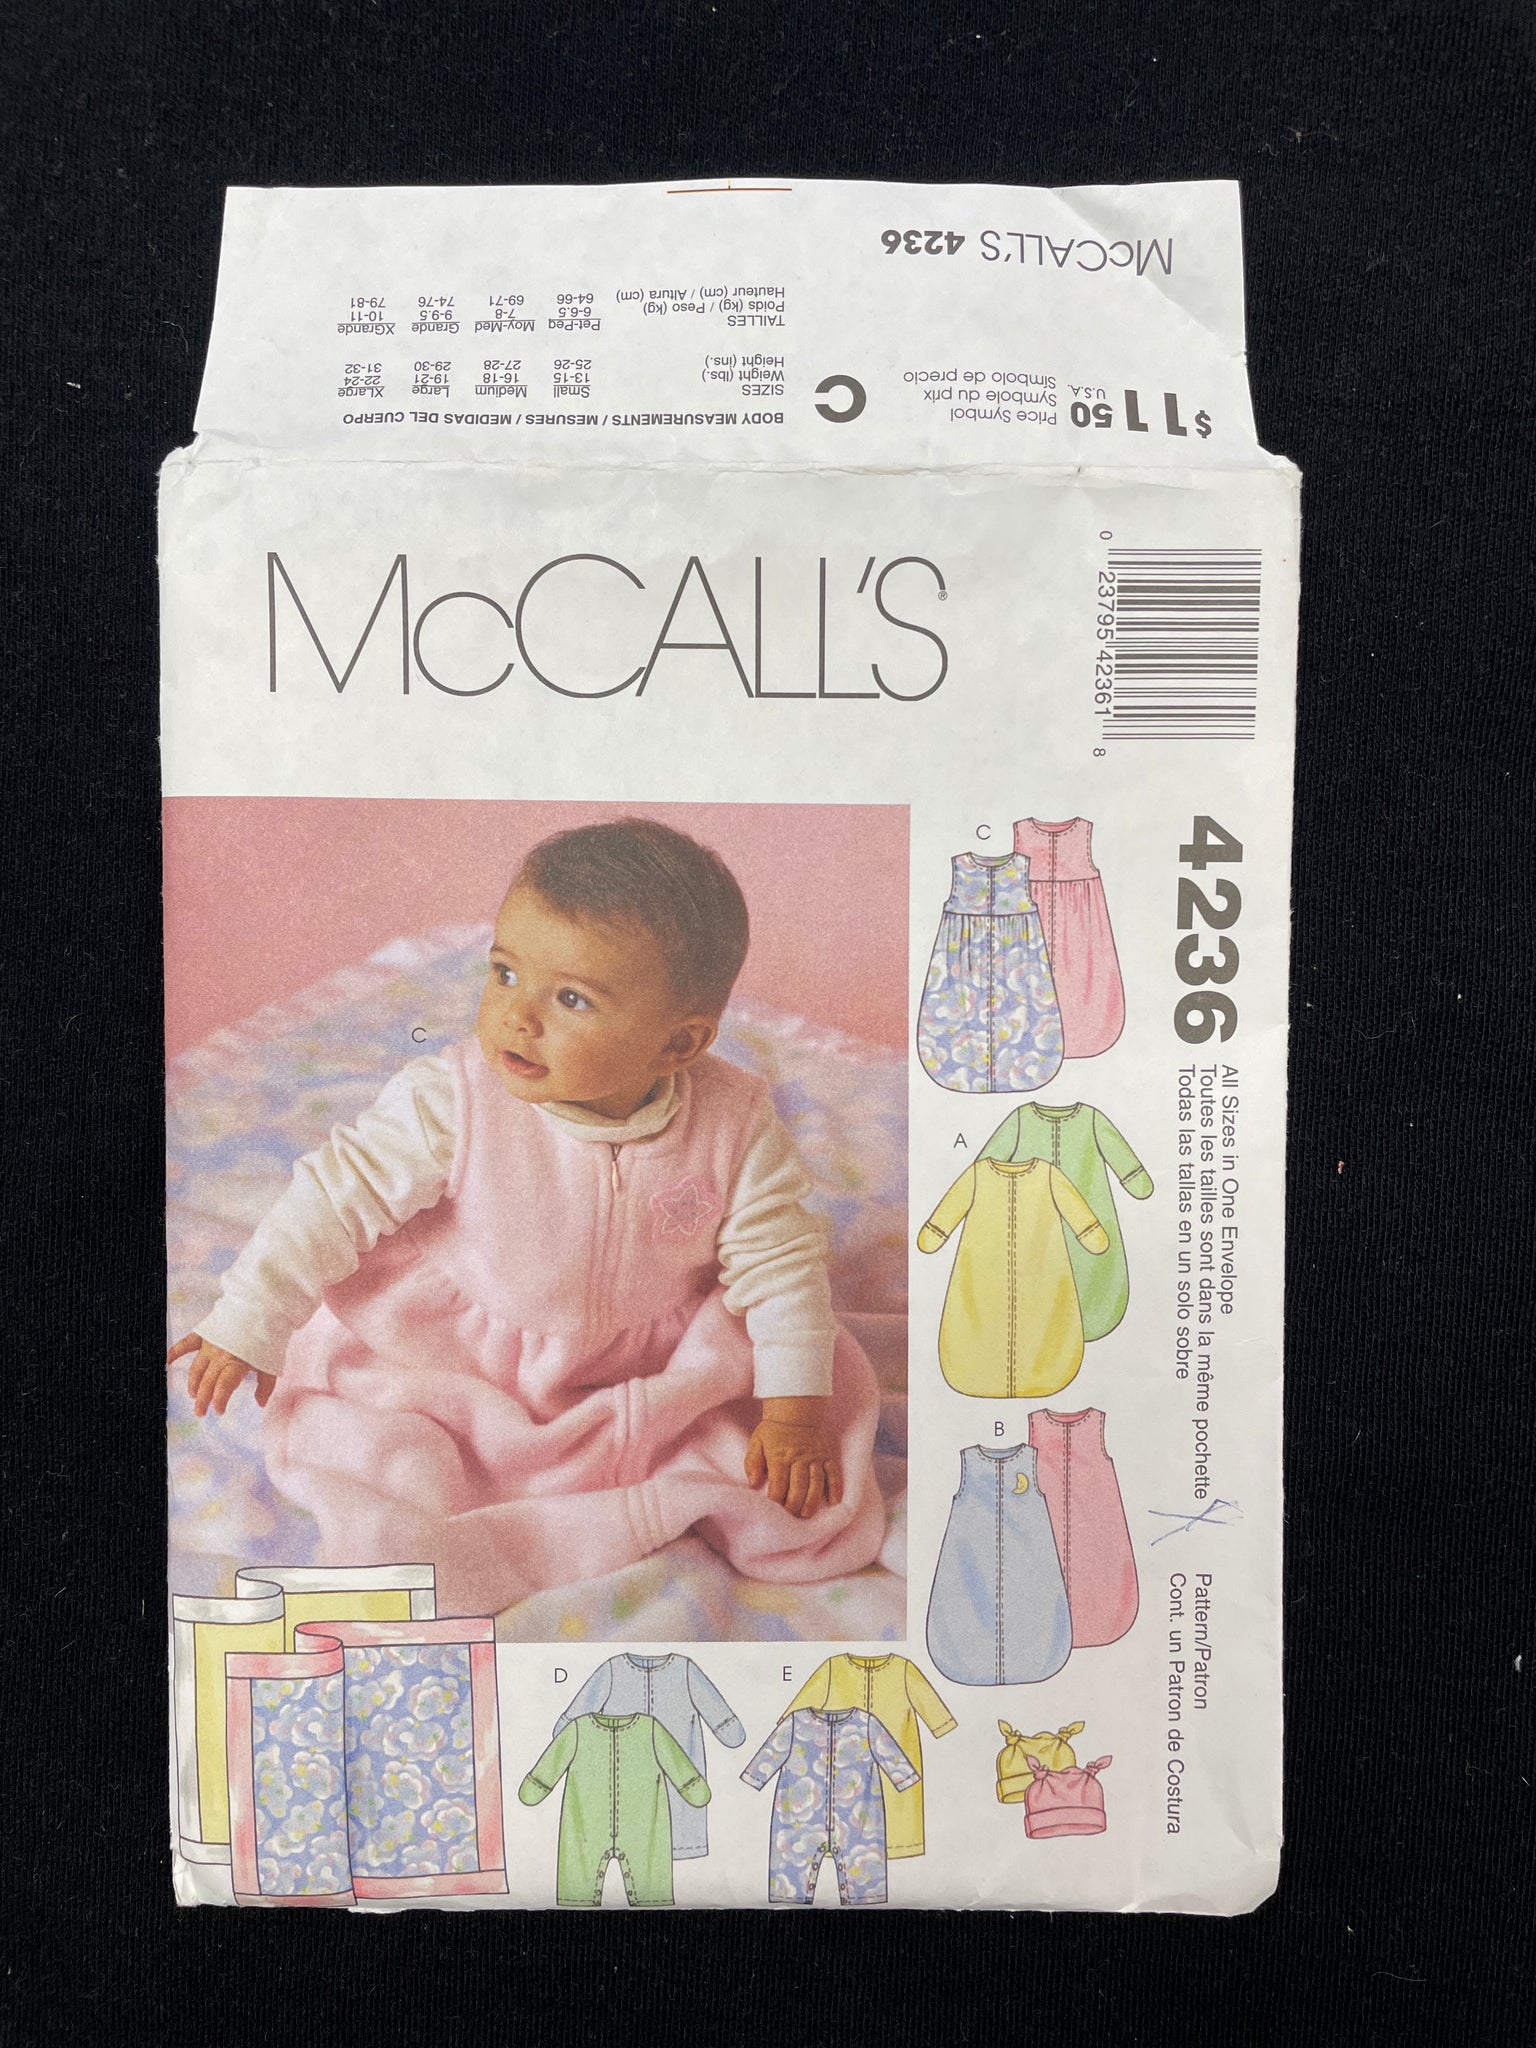 McCALL'S 4236
$11 50
U.S.A.
Price Symbol
Symbole du prix
Símbolo de precio
C
BODY MEASUREMENTS / MESURES / MEDIDAS DEL CUERPO
SIZES Small Medium Large XLarge
Weight (lbs.) 13-15 16-18 19-21 22-24
Height (ins.) 25-26 27-28 29-30 31-32
TAILLES Pet-Peq Moy-Med Grande XGrande
Poids (kg) / Peso (kg) 6-6.5 7-8 9-9.5 10-11
Hauteur (cm) / Altura (cm) 64-66 69-71 74-76 79-81
McCALL'S®
0 23795 42361 8
4236
All Sizes in One Envelope
Toutes les tailles sont dans la même pochette
Todas las tallas en un solo sobre
Pattern/Patron
Cont. un Patron de Costura
C
C
A
B
D
E